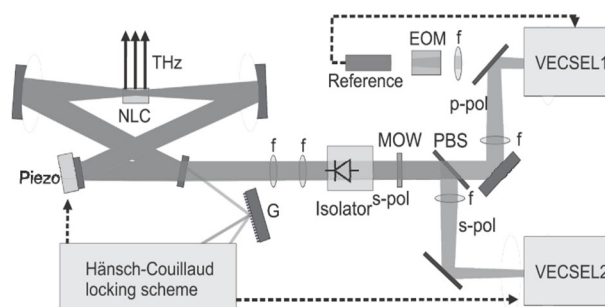 THz
NLC
Piezo
G
Hänsch-Couillaud
locking scheme
f
f
Isolator
s-pol
MOW
PBS
f
s-pol
f
p-pol
Reference
EOM
f
VECSEL1
VECSEL2